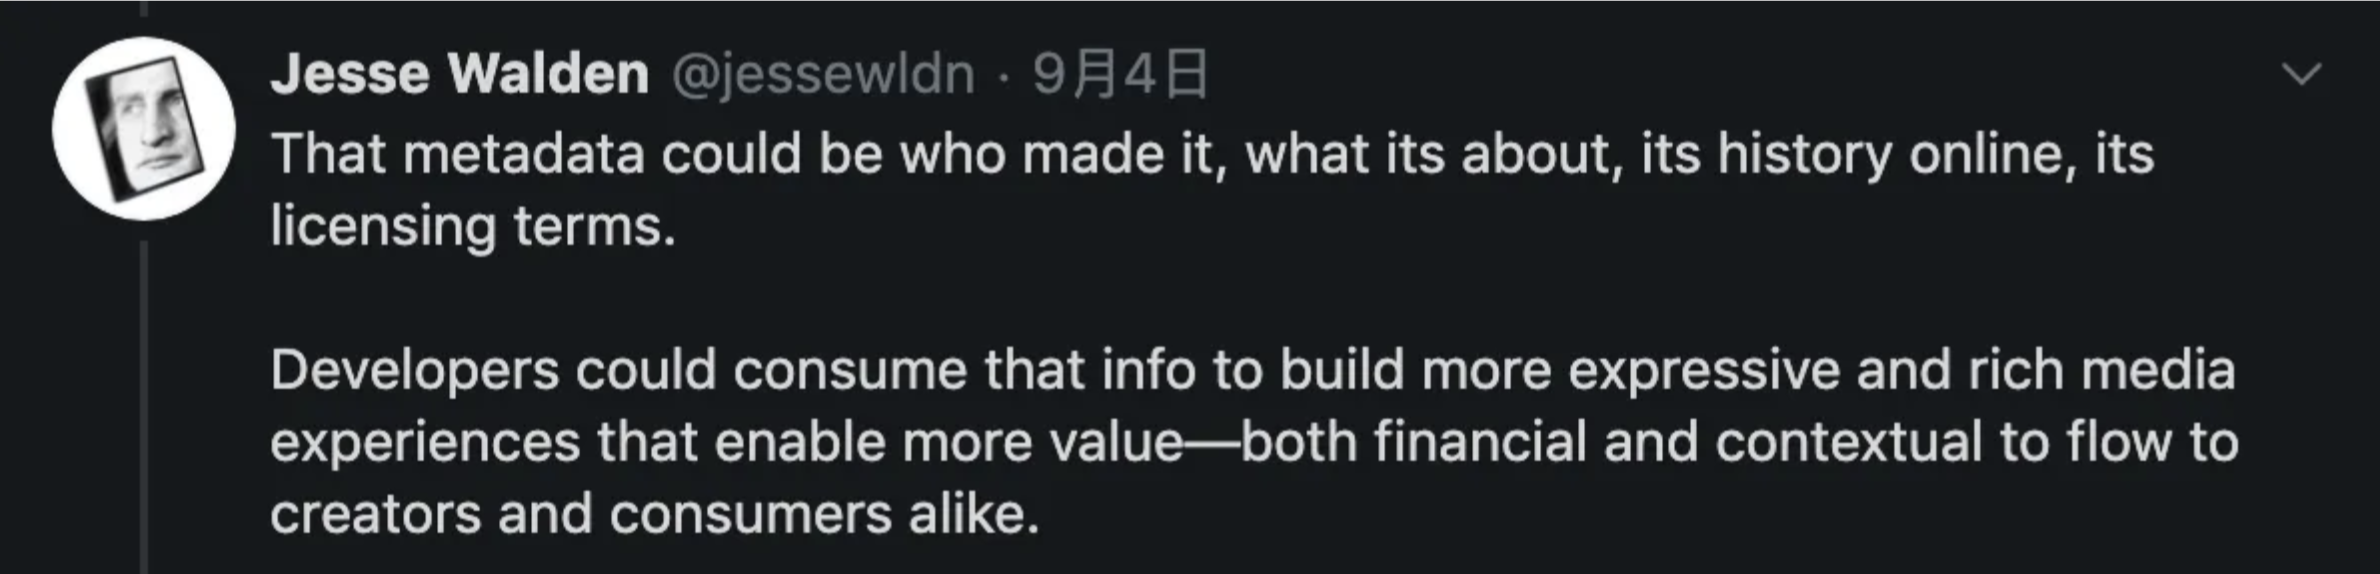 Jesse Walden @jessewldn · 9月4日
That metadata could be who made it, what its about, its history online, its
licensing terms.
Developers could consume that info to build more expressive and rich media
experiences that enable more value—both financial and contextual to flow to
creators and consumers alike.